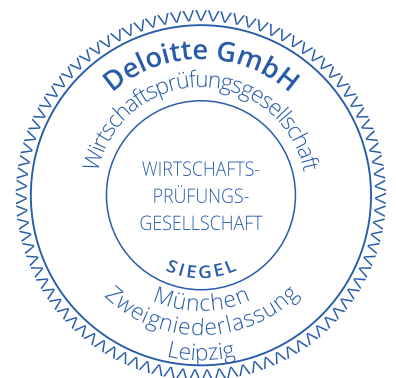 Deloitte GmbH
Wirtschaftsprüfungsgesellschaft
WIRTSCHAFTS-
PRÜFUNGS-
GESELLSCHAFT
SIEGEL
München
Zweigniederlassung
Leipzig